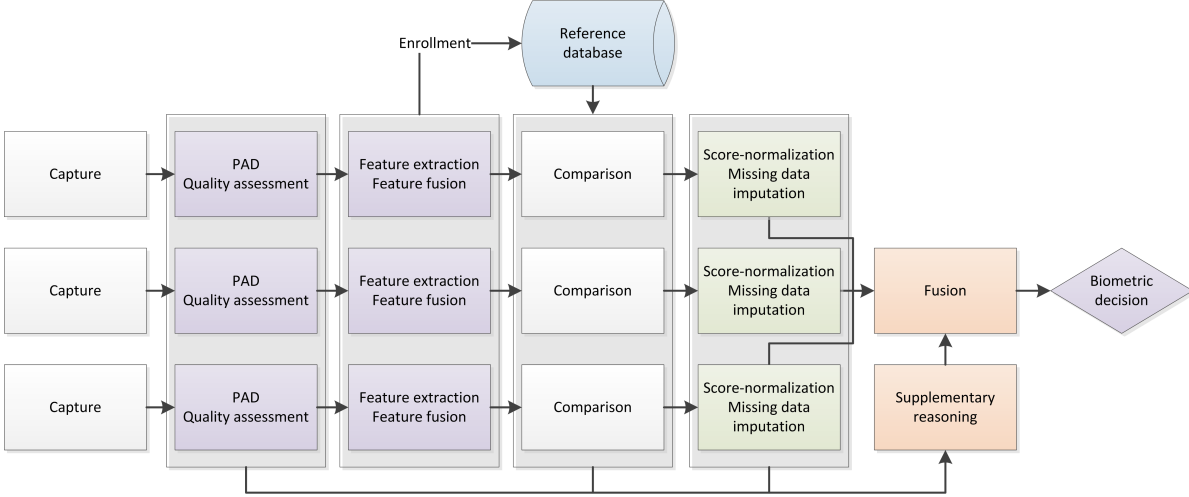 Enrollment
Reference
database
Capture
PAD
Quality assessment
Feature extraction
Feature fusion
Comparison
Score-normalization
Missing data
imputation
Capture
PAD
Quality assessment
Feature extraction
Feature fusion
Comparison
Score-normalization
Missing data
imputation
Fusion
Biometric
decision
Capture
PAD
Quality assessment
Feature extraction
Feature fusion
Comparison
Score-normalization
Missing data
imputation
Supplementary
reasoning